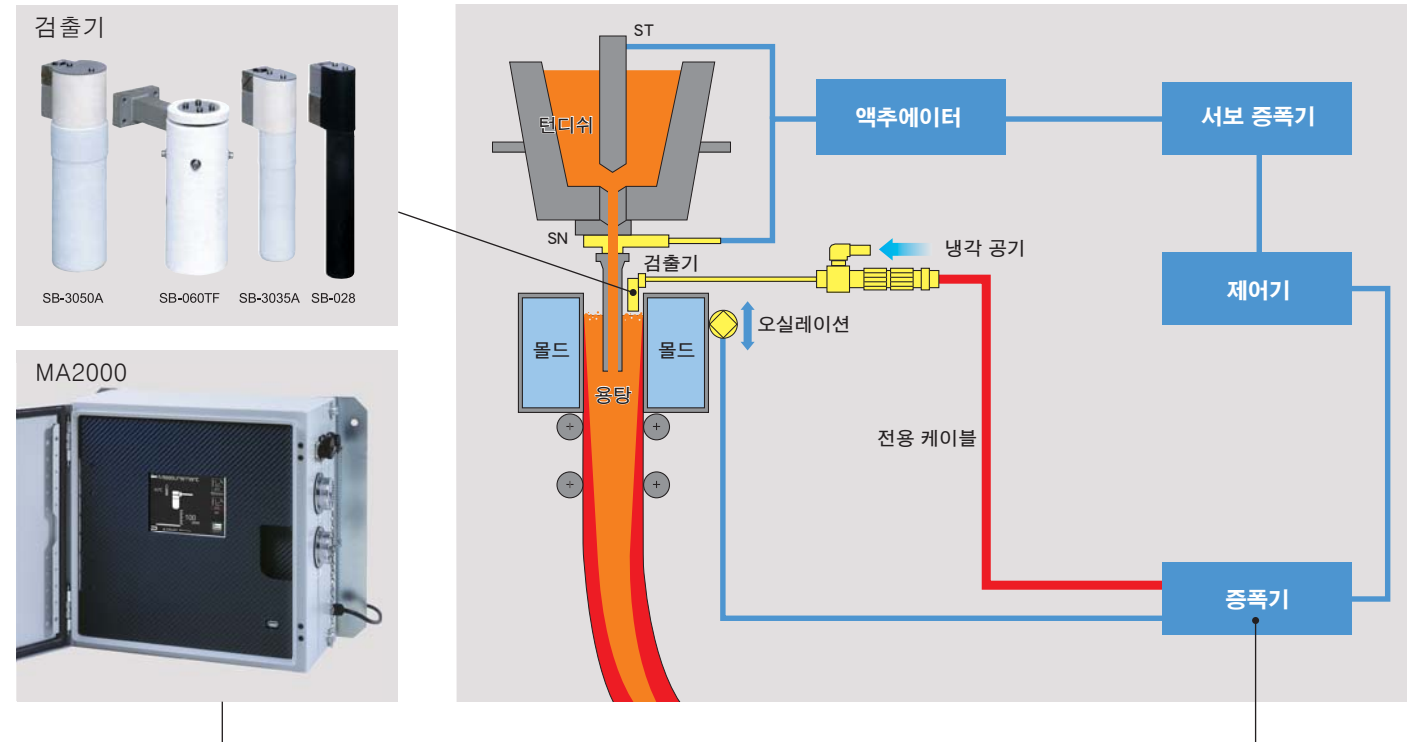 검출기
SB-3050A
SB-060TF
SB-3035A
SB-028
MA2000
Measurement
100
ST
턴디쉬
액추에이터
서보 증폭기
SN
검출기
냉각 공기
제어기
몰드
몰드
오실레이션
용탕
전용 케이블
증폭기